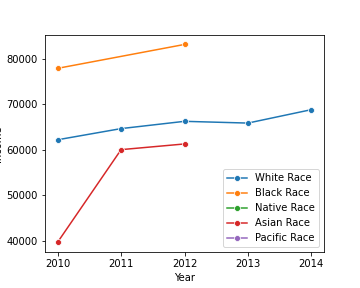 80000
70000
60000
50000
40000
2010 2011 2012 2013 2014
Year
White Race
Black Race
Native Race
Asian Race
Pacific Race